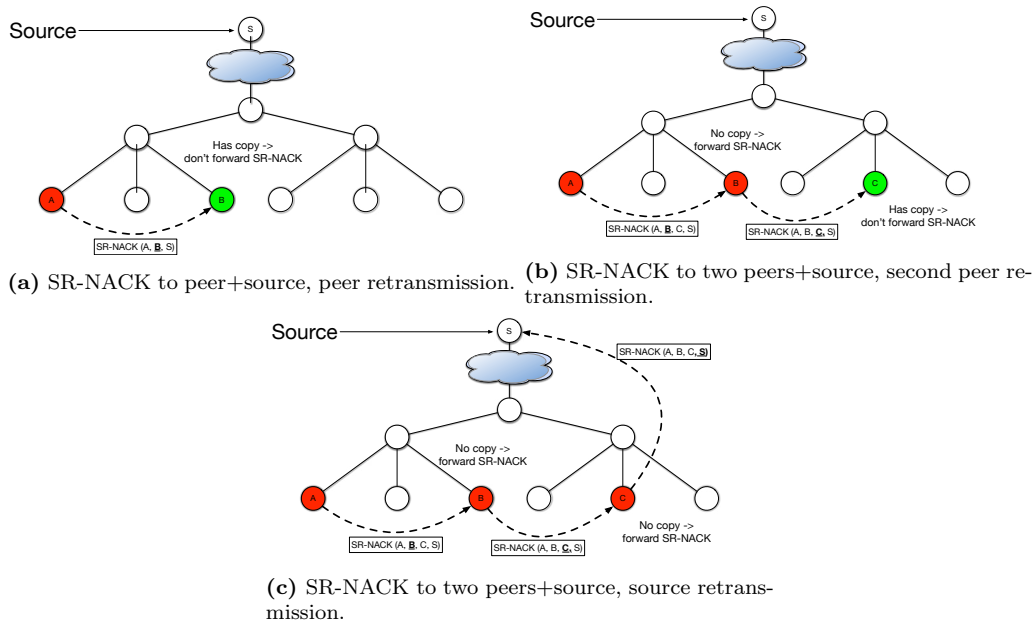 Source
S
Has copy ->
don't forward SR-NACK
A
B
SR-NACK (A, B, S)
(a) SR-NACK to peer+source, peer retransmission.
S
No copy ->
forward SR-NACK
A
B
C
SR-NACK (A, B, C, S)
SR-NACK (A, B, C, S)
Has copy ->
don't forward SR-NACK
(b) SR-NACK to two peers+source, second peer re-
transmission.
Source
S
SR-NACK (A, B, C, S)
No copy ->
forward SR-NACK
A
B
C
No copy ->
forward SR-NACK
SR-NACK (A, B, C, S)
SR-NACK (A, B, C, S)
(c) SR-NACK to two peers+source, source retrans-
mission.